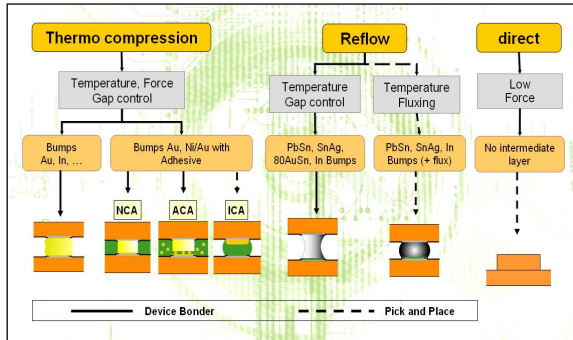 Thermo compression
Reflow
direct
Temperature, Force
Gap control
Temperature
Gap control
Temperature
Fluxing
Low
Force
Bumps
Au, In, ...
Bumps Au, Ni/Au with
Adhesive
PbSn, SnAg,
80AuSn, In Bumps
PbSn, SnAg, In
Bumps (+ flux)
No intermediate
layer
NCA
ACA
ICA
Device Bonder
Pick and Place